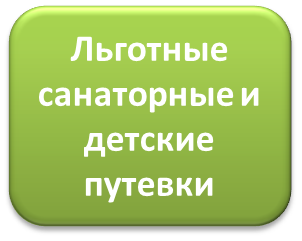 Льготные
санаторные и
детские
путевки